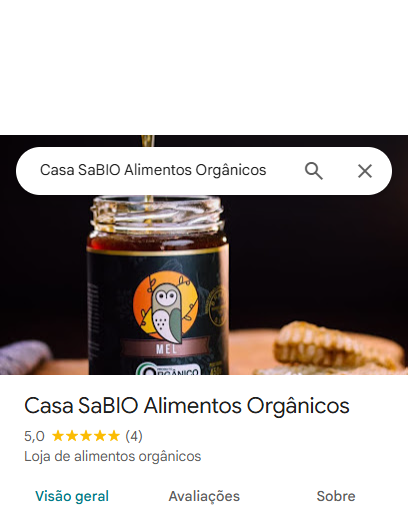 Casa SaBIO Alimentos Orgânicos
MEL
ORGÂNICO
Casa SaBIO Alimentos Orgânicos
5,0 ★★★★★ (4)
Loja de alimentos orgânicos
Visão geral Avaliações Sobre